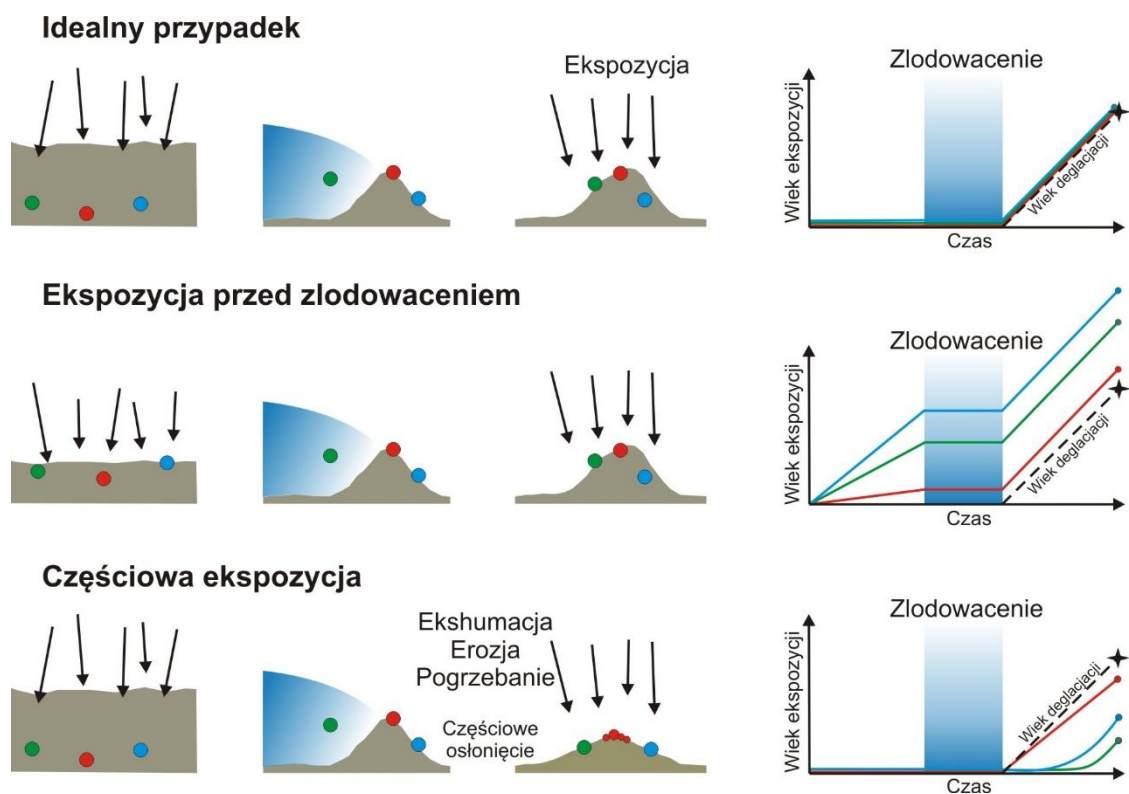 Idealny przypadek
Ekspozycja
Zlodowacenie
Wiek ekspozycji
Wiek deglacjacji
Czas
Ekspozycja przed zlodowaceniem
Zlodowacenie
Wiek ekspozycji
Wiek deglacjacji
Czas
Częściowa ekspozycja
Ekshumacja
Erozja
Pogrzebanie
Częściowe
osłonięcie
Zlodowacenie
Wiek ekspozycji
Wiek deglacjacji
Czas